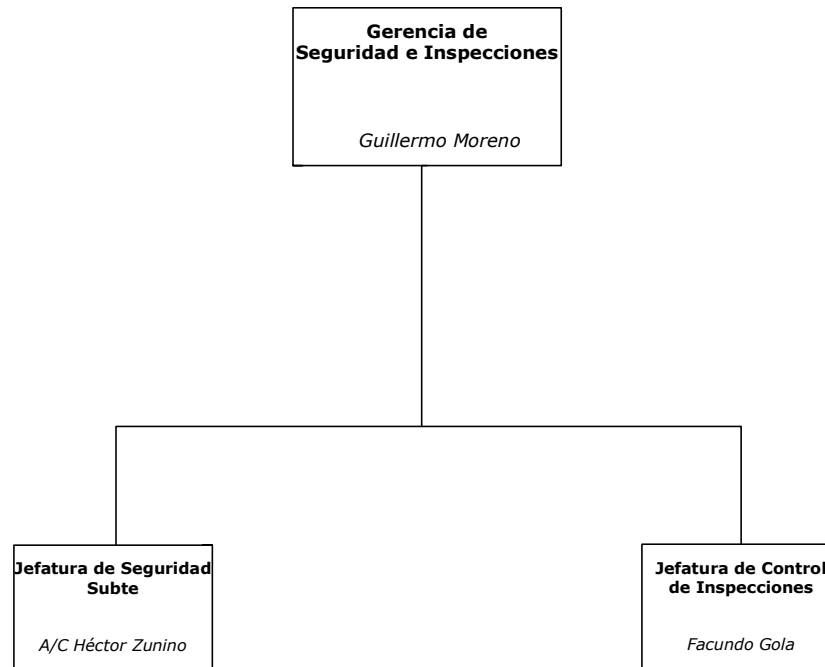 Gerencia de
Seguridad e Inspecciones
Guillermo Moreno
Jefatura de Seguridad
Subte
A/C Héctor Zunino
Jefatura de Control
de Inspecciones
Facundo Gola